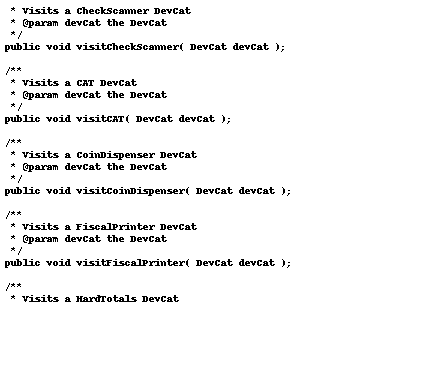 * Visits a CheckScanner DevCat
* @param devCat the DevCat
*/
public void visitCheckScanner( DevCat devCat );
/**
* Visits a CAT DevCat
* @param devCat the DevCat
*/
public void visitCAT( DevCat devCat );
/**
* Visits a CoinDispenser DevCat
* @param devCat the DevCat
*/
public void visitCoinDispenser( DevCat devCat );
/**
* Visits a FiscalPrinter DevCat
* @param devCat the DevCat
*/
public void visitFiscalPrinter( DevCat devCat );
/**
* Visits a HardTotals DevCat